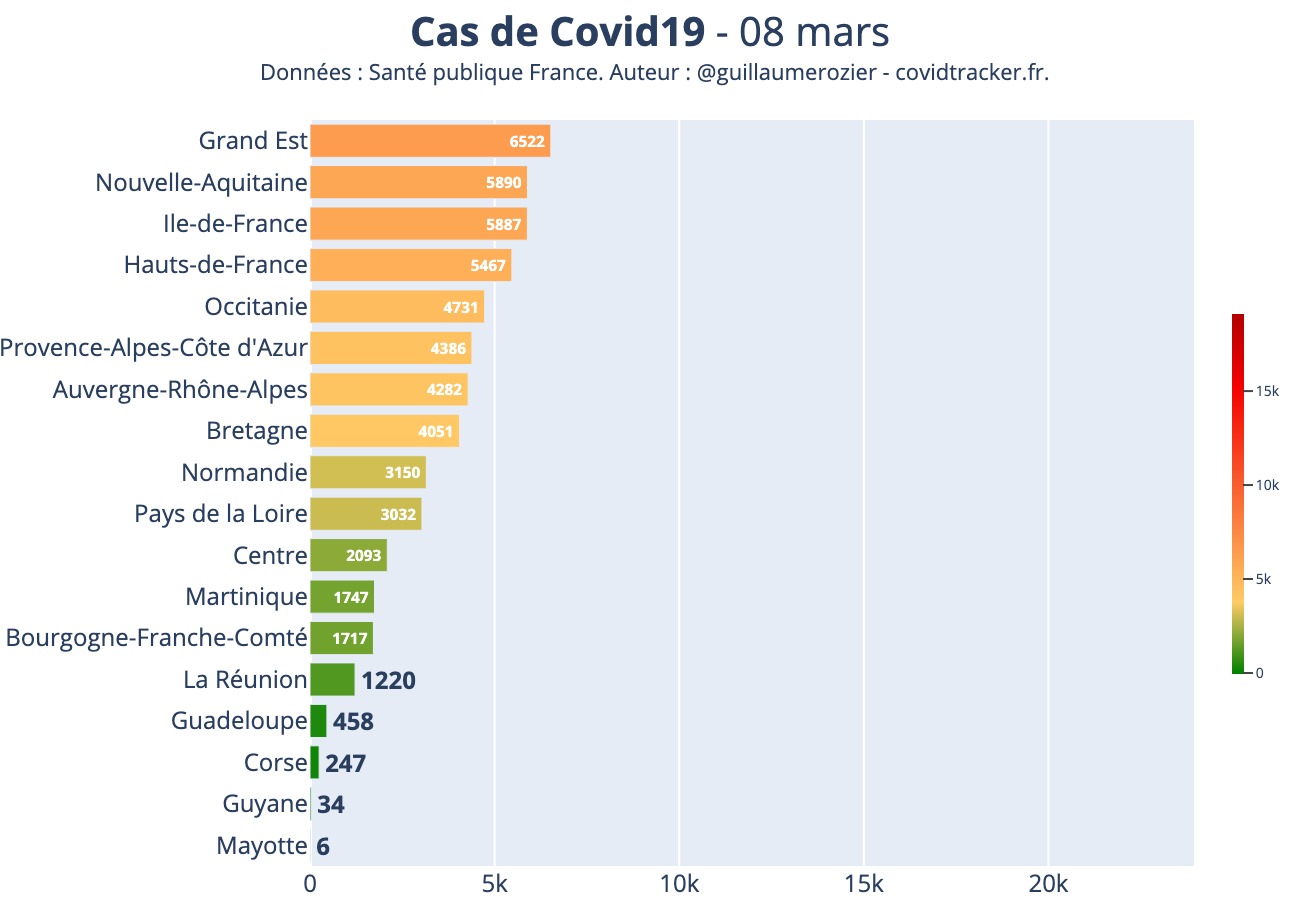 Cas de Covid19 - 08 mars
Données : Santé publique France. Auteur : @guillaumerozier - covidtracker.fr.
Grand Est 6522
Nouvelle-Aquitaine 5890
Ile-de-France 5887
Hauts-de-France 5467
Occitanie 4731
Provence-Alpes-Côte d'Azur 4386
Auvergne-Rhône-Alpes 4282
Bretagne 4051
Normandie 3150
Pays de la Loire 3032
Centre 2093
Martinique 1747
Bourgogne-Franche-Comté 1717
La Réunion 1220
Guadeloupe 458
Corse 247
Guyane 34
Mayotte 6
0 5k 10k 15k 20k
15k
10k
5k
0